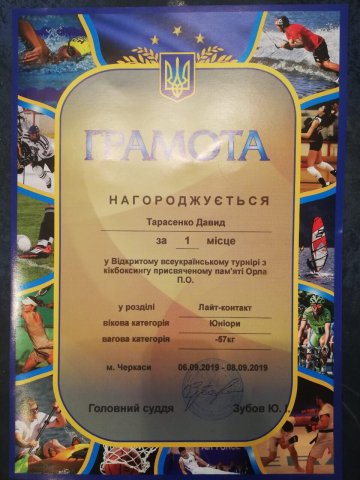 ГРАМОТА
НАГОРОДЖУЄТЬСЯ
Тарасенко Давид
за 1 місце
у Відкритому всеукраїнському турнірі з
кікбоксингу присвяченому пам'яті Орла
П.О.
у розділі Лайт-контакт
вікова категорія Юніори
вагова категорія -57кг
м. Черкаси 06.09.2019 - 08.09.2019
Головний суддя Зубов Ю. І.